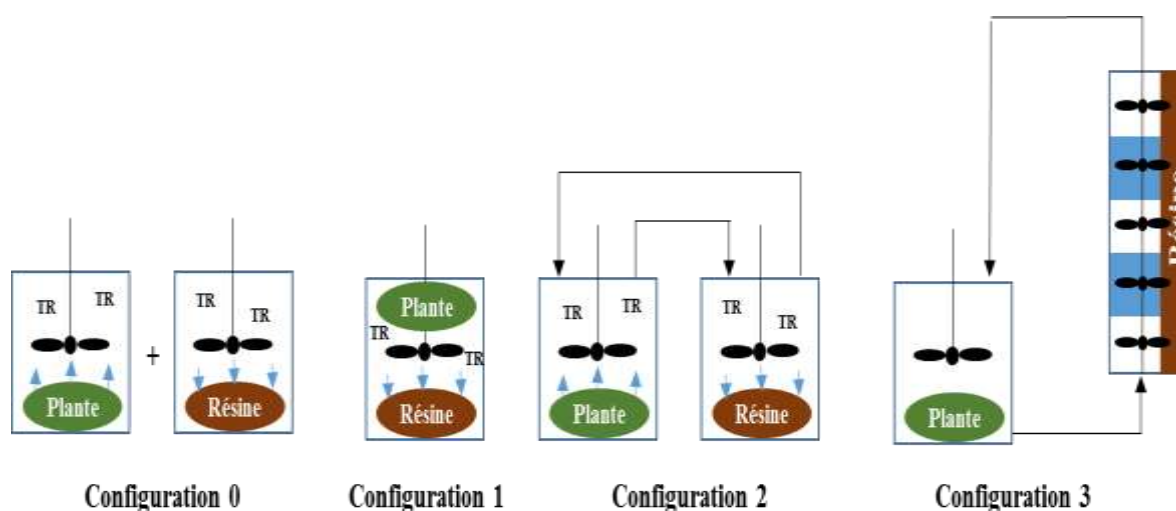 TR TR
Plante
+
TR TR
Résine
Plante
TR
TR
Résine
TR TR
Plante
TR TR
Résine
Plante
Configuration 0
Configuration 1
Configuration 2
Configuration 3